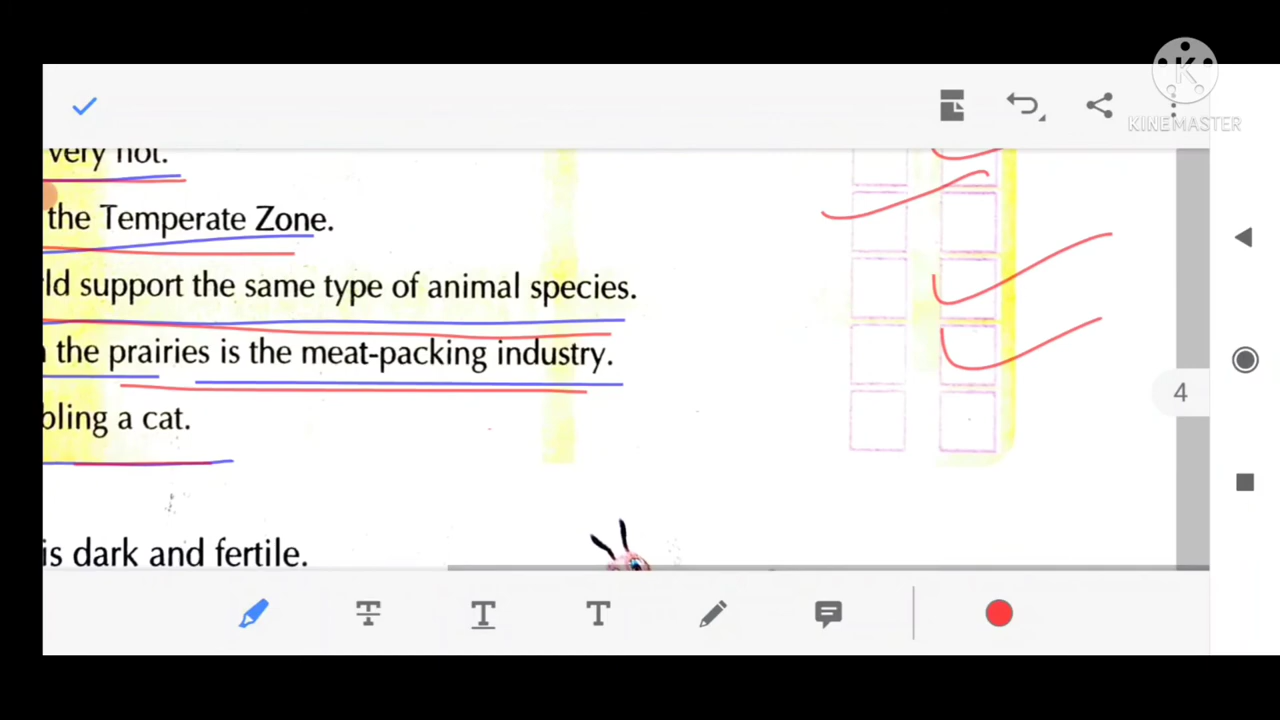 KINEMASTER
very hot.
the Temperate Zone.
ld support the same type of animal species.
the prairies is the meat-packing industry.
bling a cat.
4
is dark and fertile.